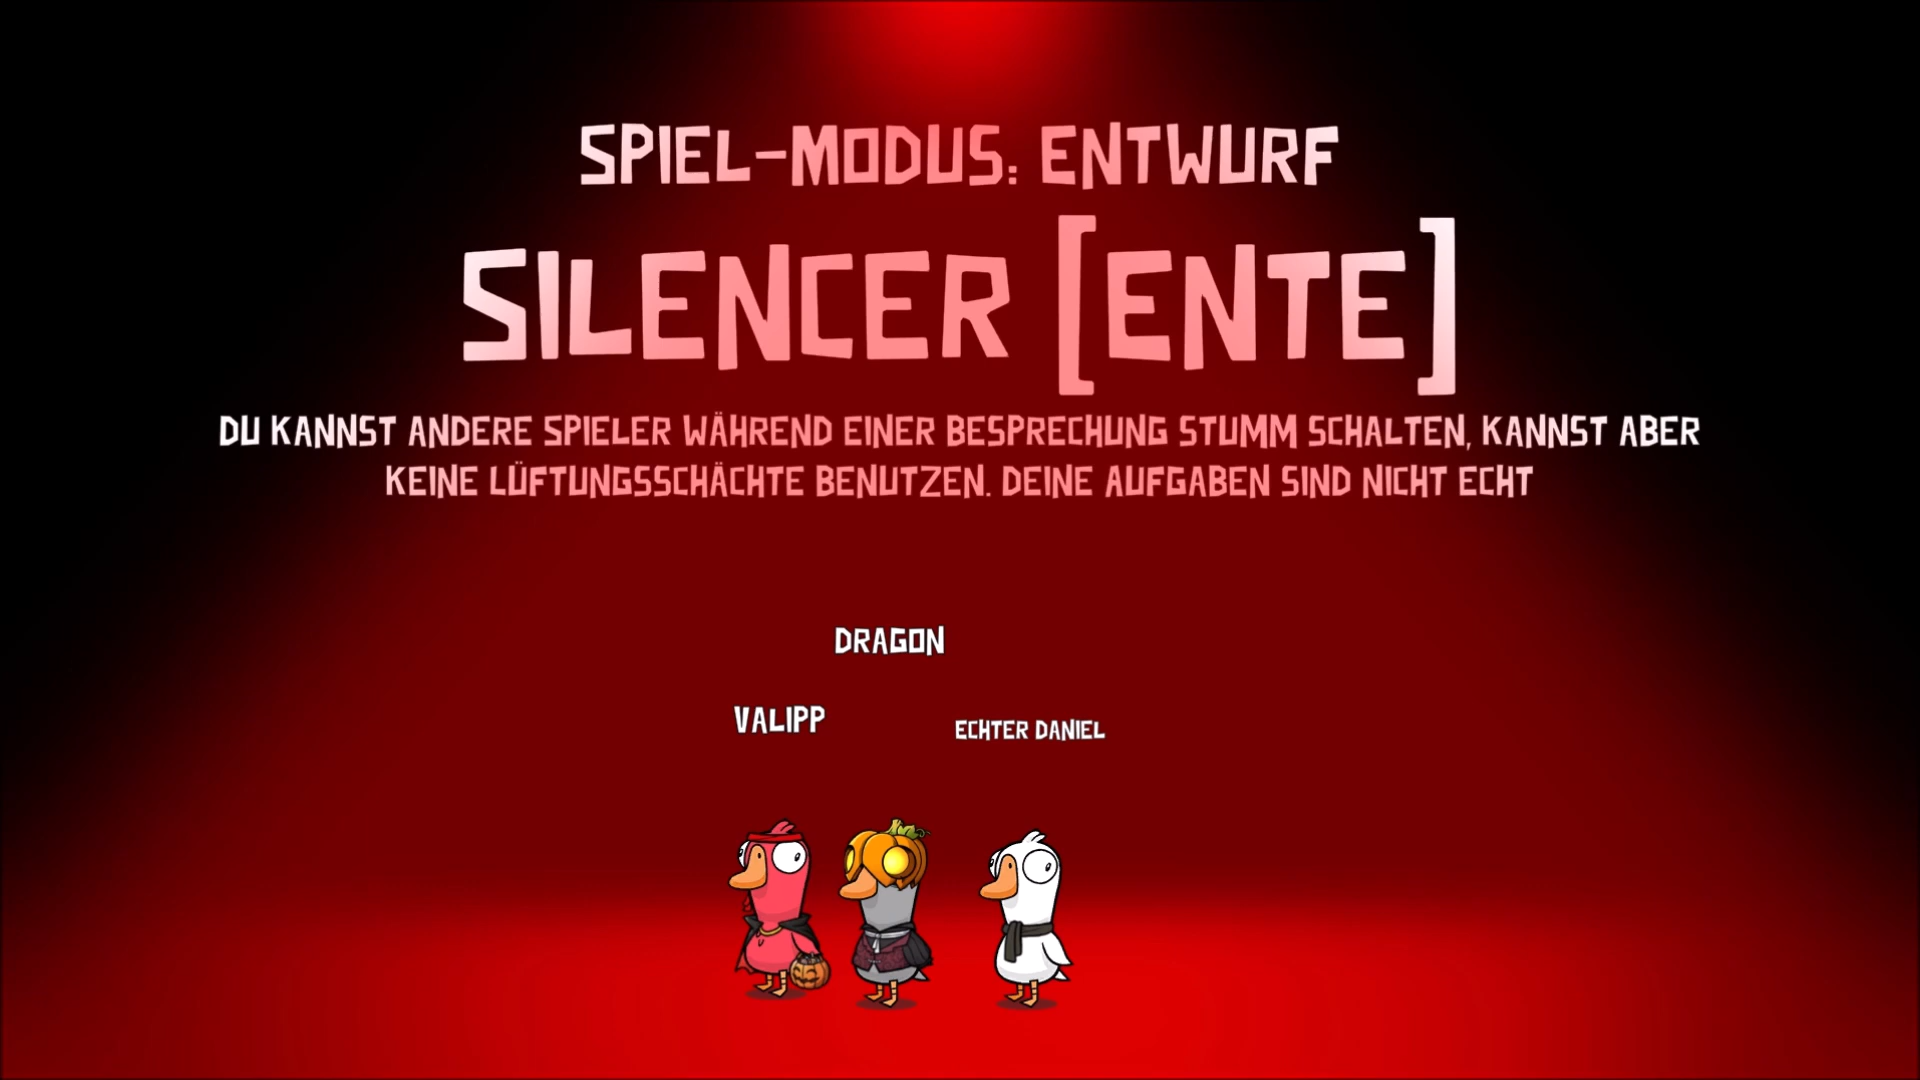 SPIEL-MODUS: ENTWURF
SILENCER [ENTE]
DU KANNST ANDERE SPIELER WÄHREND EINER BESPRECHUNG STUMM SCHALTEN, KANNST ABER
KEINE LÜFTUNGSSCHÄCHTE BENUTZEN. DEINE AUFGABEN SIND NICHT ECHT
DRAGON
VALIPP
ECHTER DANIEL